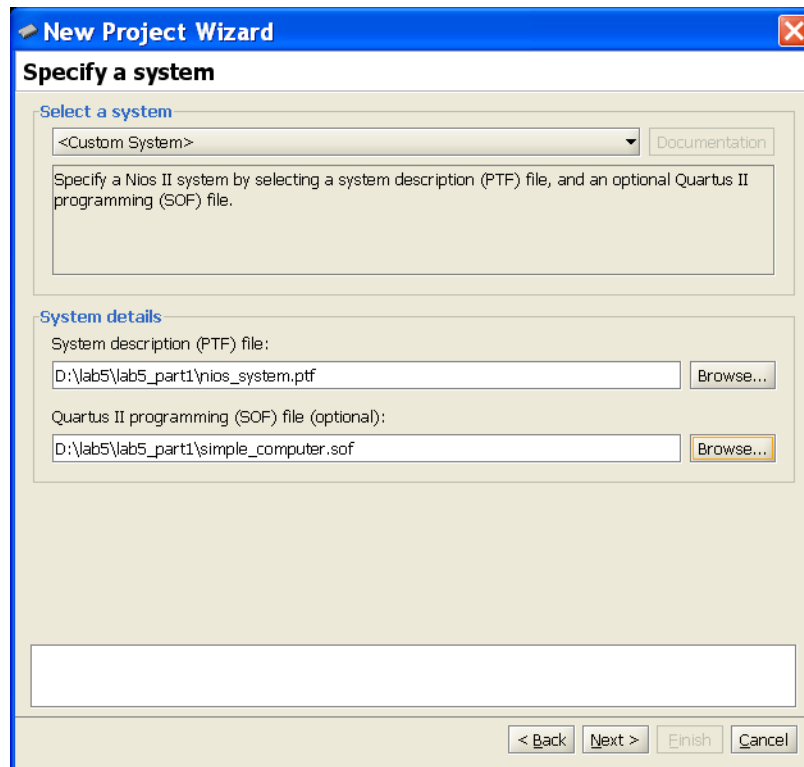 New Project Wizard
Specify a system
Select a system
<Custom System>
Documentation
Specify a Nios II system by selecting a system description (PTF) file, and an optional Quartus II
programming (SOF) file.
System details
System description (PTF) file:
D:\lab5\lab5_part1\nios_system.ptf
Browse...
Quartus II programming (SOF) file (optional):
D:\lab5\lab5_part1\simple_computer.sof
Browse...
< Back
Next >
Finish
Cancel